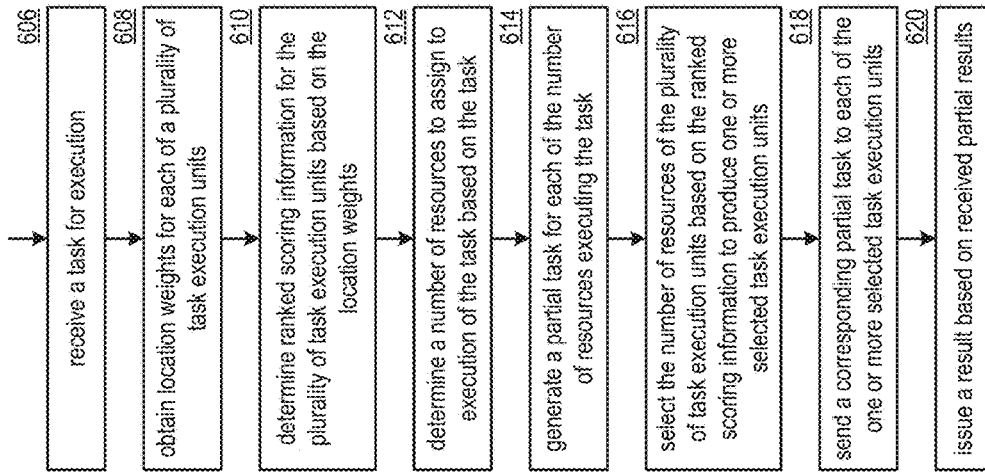 606
receive a task for execution
608
obtain location weights for each of a plurality of
task execution units
610
determine ranked scoring information for the
plurality of task execution units based on the
location weights
612
determine a number of resources to assign to
execution of the task based on the task
614
generate a partial task for each of the number
of resources executing the task
616
select the number of resources of the plurality
of task execution units based on the ranked
scoring information to produce one or more
selected task execution units
618
send a corresponding partial task to each of the
one or more selected task execution units
620
issue a result based on received partial results